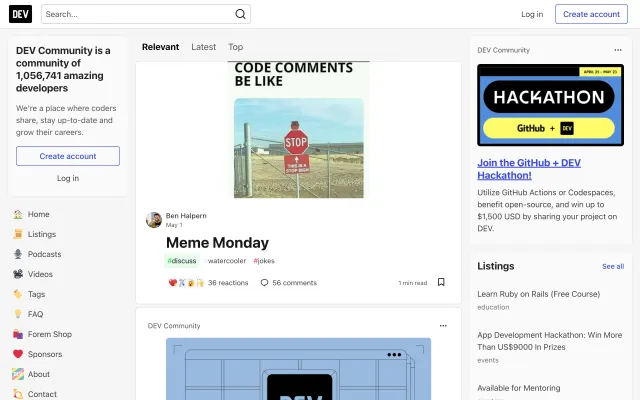 DEV
Search...
Log in
Create account
DEV Community is a
community of
1,056,741 amazing
developers
We're a place where coders
share, stay up-to-date and
grow their careers.
Create account
Log in
Home
Listings
Podcasts
Videos
Tags
FAQ
Forem Shop
Sponsors
About
Contact
Relevant
Latest
Top
CODE COMMENTS
BE LIKE
STOP
THIS IS A
STOP SIGN
Ben Halpern
May 1
Meme Monday
#discuss #watercooler #jokes
36 reactions
56 comments
1 min read
DEV Community
DEV
DEV Community
APRIL 25 - MAY 23
HACKATHON
GitHub + DEV
Join the GitHub + DEV
Hackathon!
Utilize GitHub Actions or Codespaces,
benefit open-source, and win up to
$1,500 USD by sharing your project on
DEV.
Listings
See all
Learn Ruby on Rails (Free Course)
education
App Development Hackathon: Win More
Than US$9000 In Prizes
events
Available for Mentoring